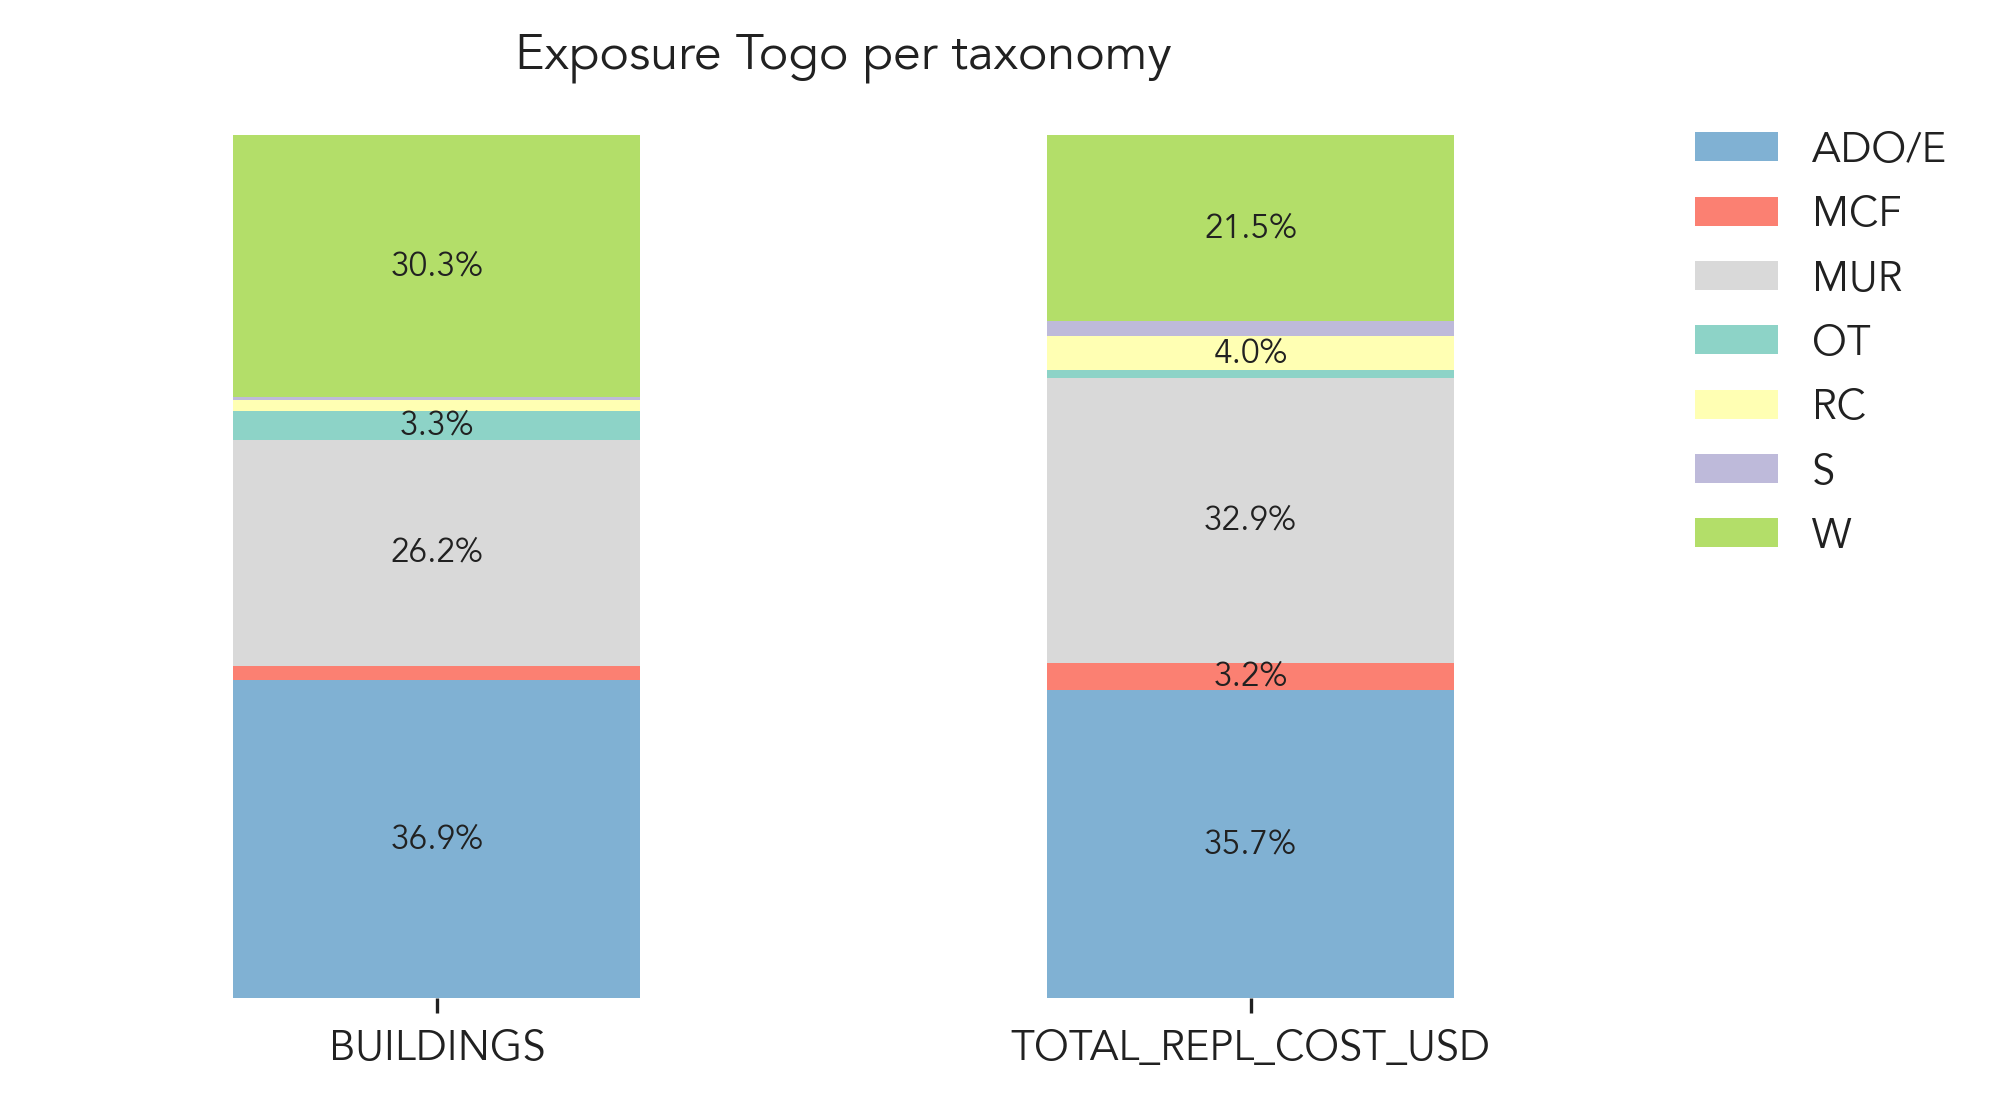 Exposure Togo per taxonomy
30.3%
3.3%
26.2%
36.9%
BUILDINGS
21.5%
4.0%
32.9%
3.2%
35.7%
TOTAL_REPL_COST_USD
ADO/E
MCF
MUR
OT
RC
S
W